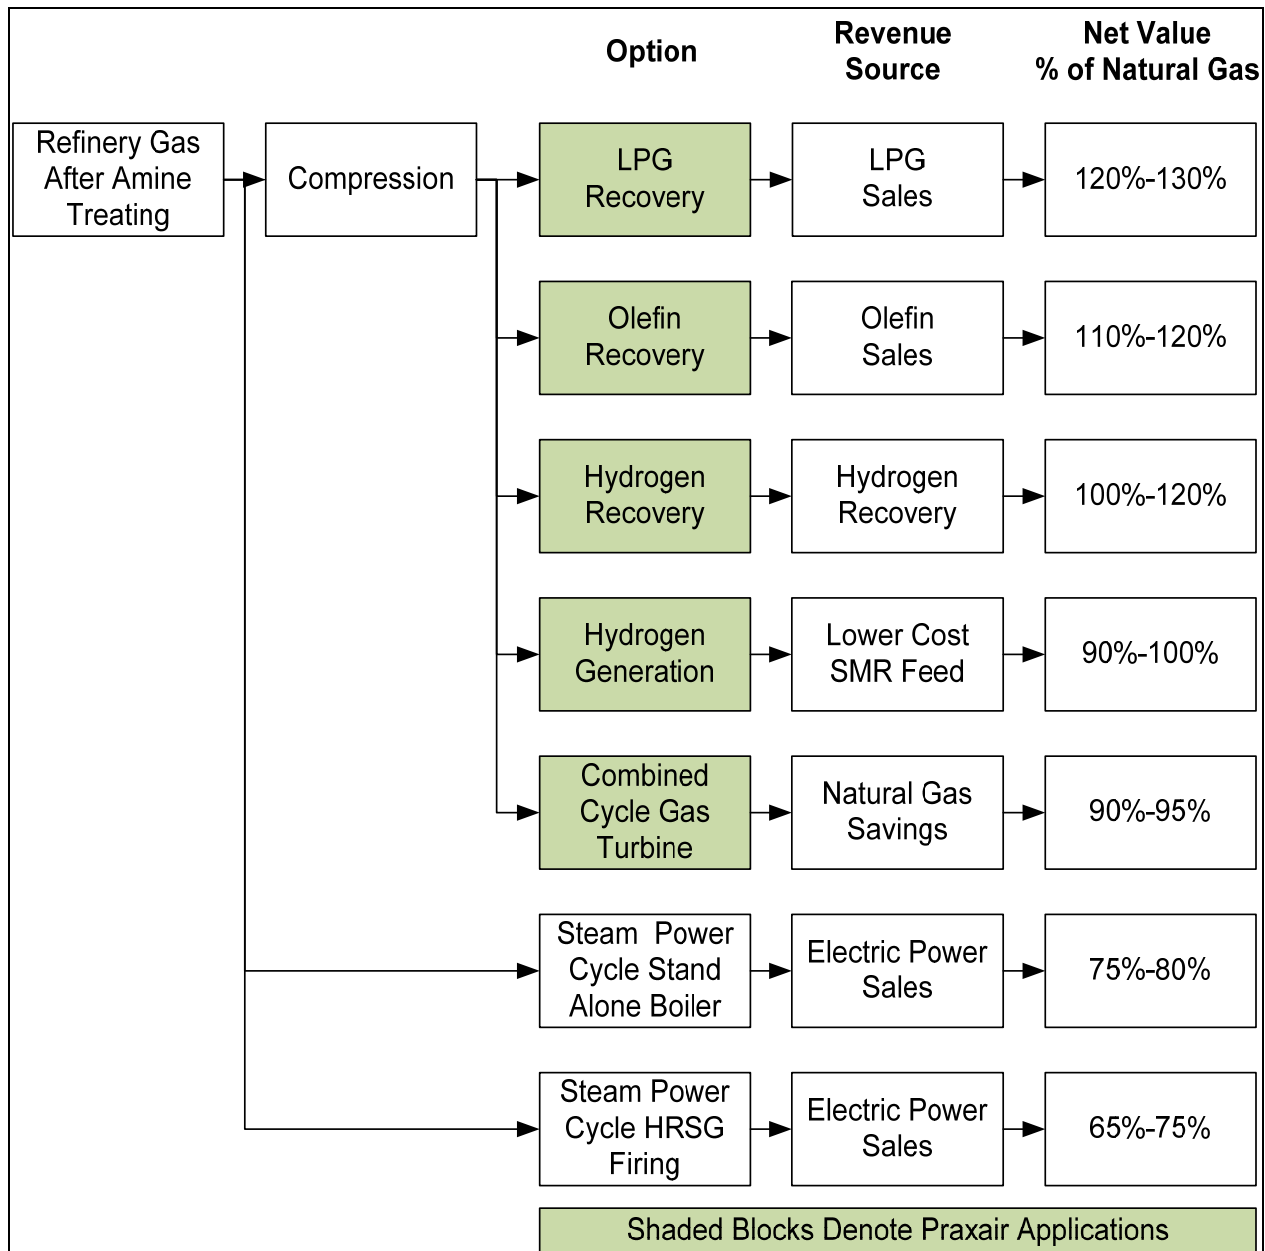 Option
Revenue
Source
Net Value
% of Natural Gas
Refinery Gas
After Amine
Treating
Compression
LPG
Recovery
LPG
Sales
120%-130%
Olefin
Recovery
Olefin
Sales
110%-120%
Hydrogen
Recovery
Hydrogen
Recovery
100%-120%
Hydrogen
Generation
Lower Cost
SMR Feed
90%-100%
Combined
Cycle Gas
Turbine
Natural Gas
Savings
90%-95%
Steam  Power
Cycle Stand
Alone Boiler
Electric Power
Sales
75%-80%
Steam Power
Cycle HRSG
Firing
Electric Power
Sales
65%-75%
Shaded Blocks Denote Praxair Applications